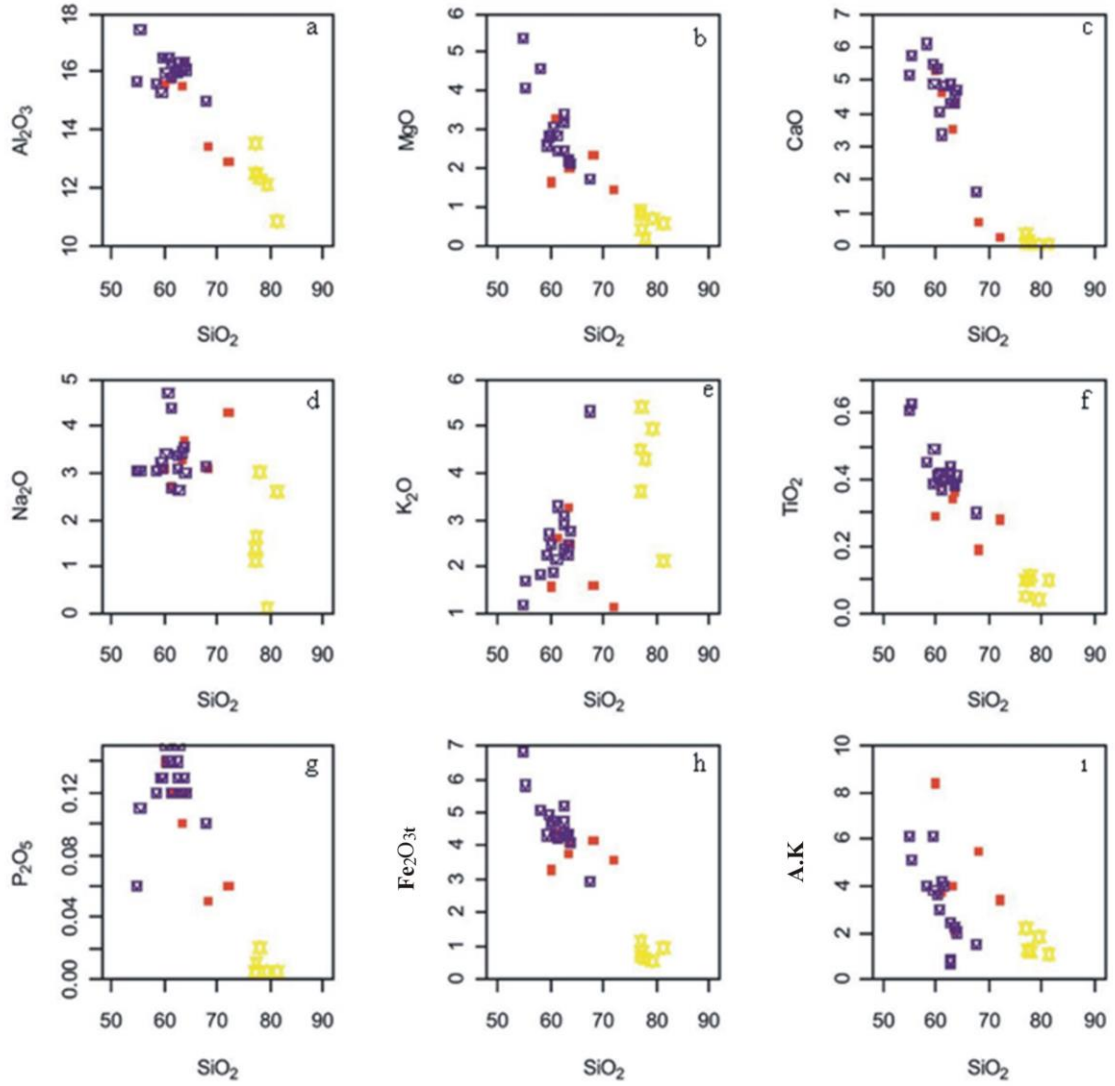 a
Al₂O₃
10 12 14 16 18
50 60 70 80 90
SiO₂
b
MgO
0 1 2 3 4 5 6
50 60 70 80 90
SiO₂
c
CaO
0 1 2 3 4 5 6 7
50 60 70 80 90
SiO₂
d
Na₂O
0 1 2 3 4 5
50 60 70 80 90
SiO₂
e
K₂O
1 2 3 4 5 6
50 60 70 80 90
SiO₂
f
TiO₂
0.0 0.2 0.4 0.6
50 60 70 80 90
SiO₂
g
P₂O₅
0.00 0.04 0.08 0.12
50 60 70 80 90
SiO₂
h
Fe₂O₃t
0 1 2 3 4 5 6 7
50 60 70 80 90
SiO₂
ı
A.K
0 2 4 6 8 10
50 60 70 80 90
SiO₂